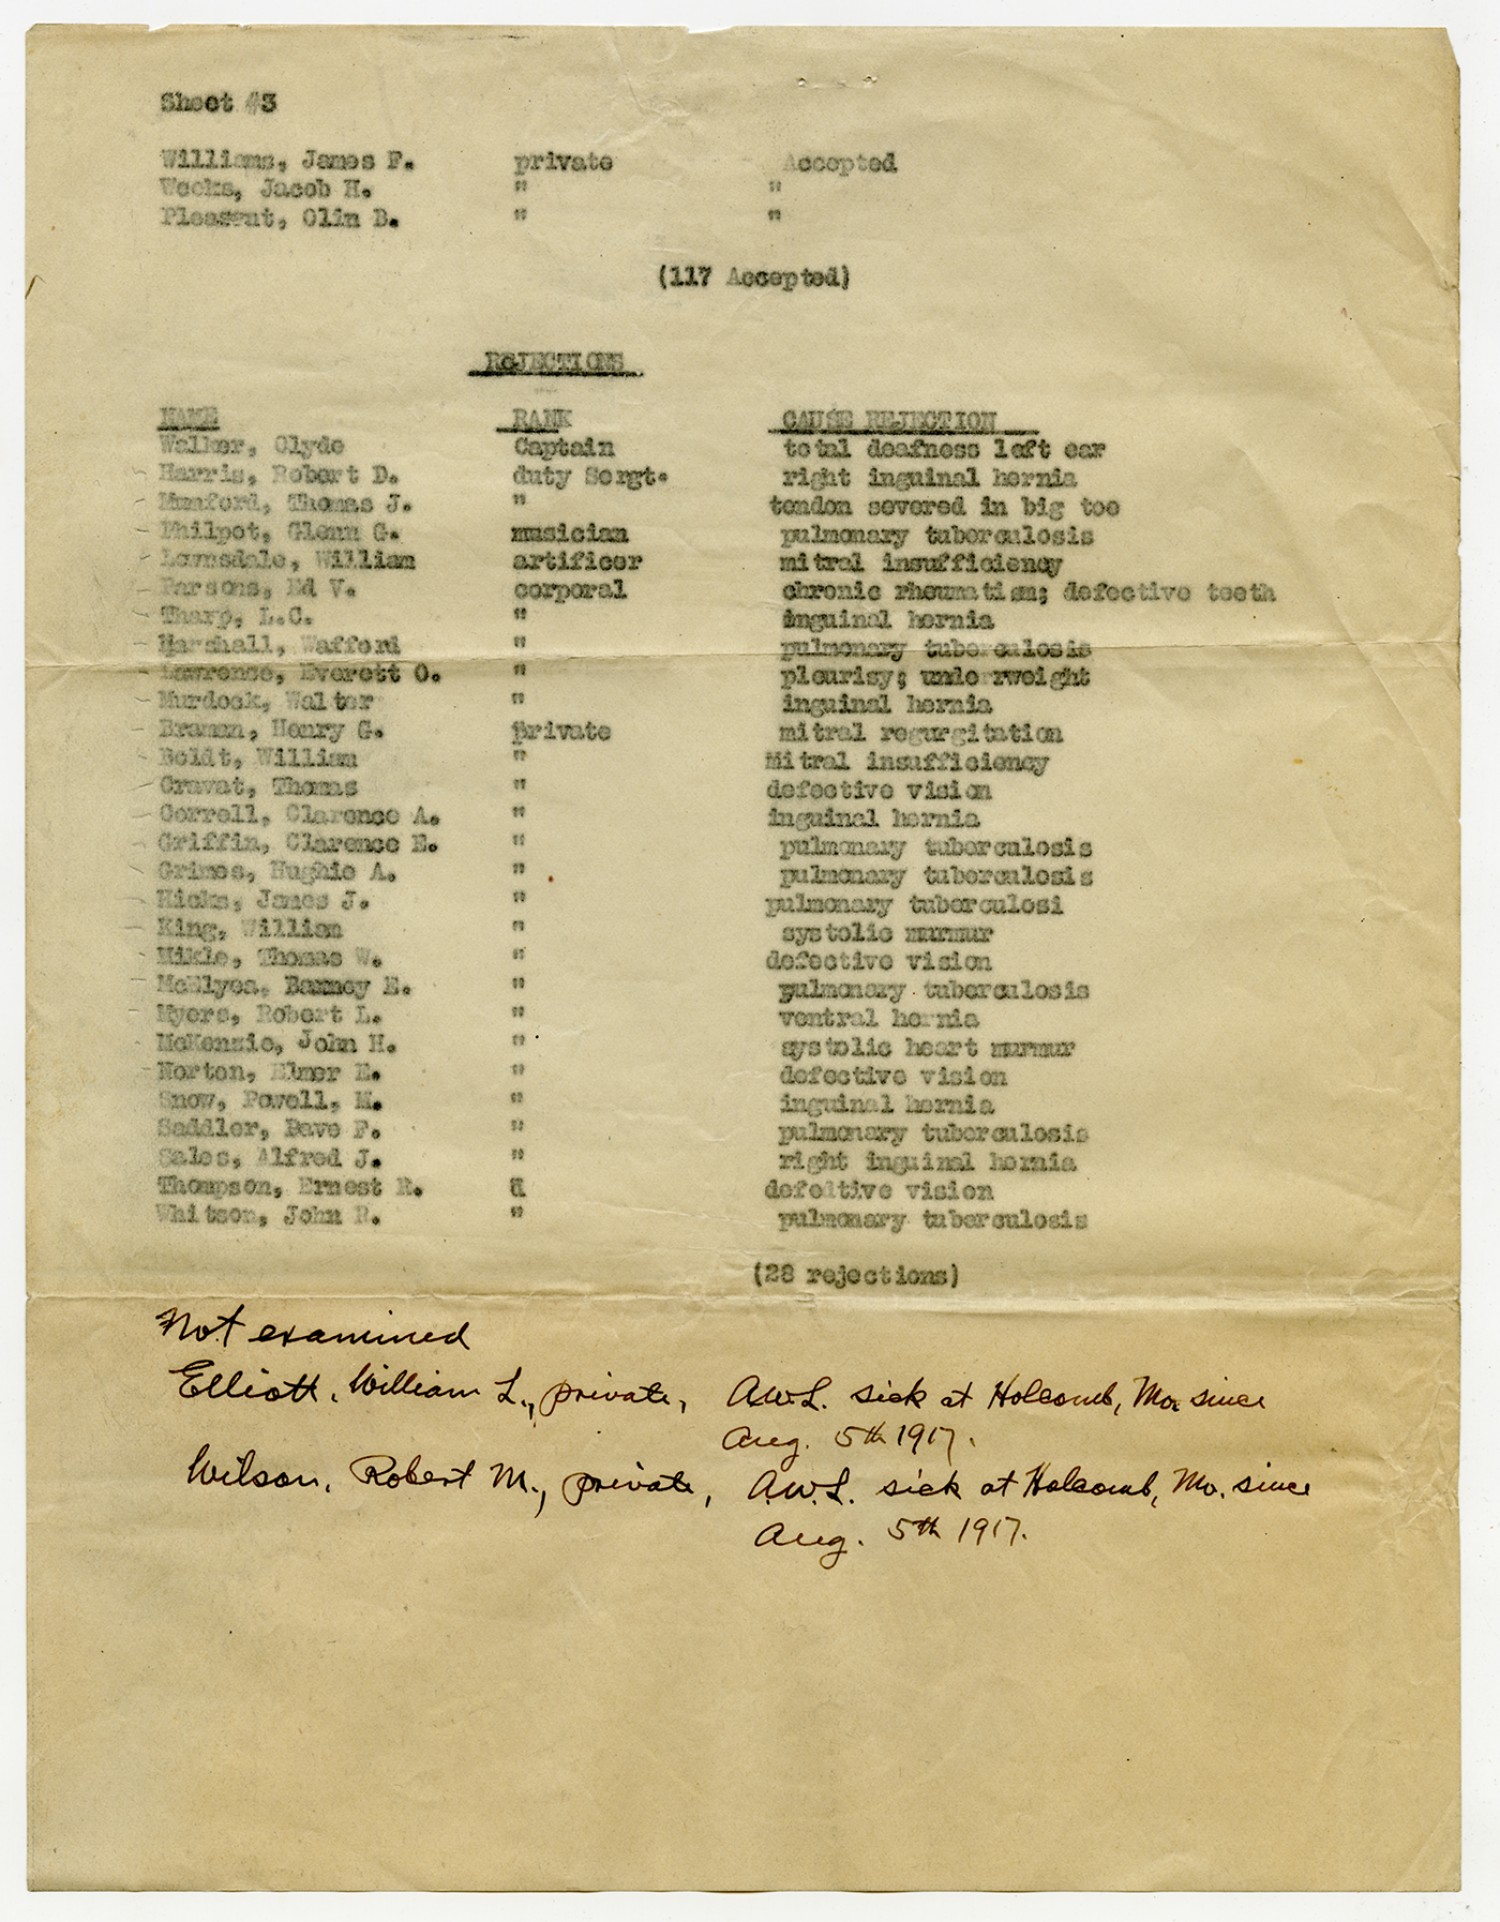 Sheet #3
Williams, James F. private Accepted
Weeks, Jacob H. " "
Pleasant, Olin B. " "
(117 Accepted)
REJECTIONS
NAME RANK CAUSE REJECTION
Walker, Clyde Captain total deafness left ear
Harris, Robert D. duty Sergt. right inguinal hernia
Mumford, Thomas J. " tendon severed in big toe
Philpot, Glenn G. musician pulmonary tuberculosis
Lownsdale, William artificer mitral insufficiency
Parsons, Ed V. corporal chronic rheumatism; defective teeth
Tharp, L.C. " inguinal hernia
Marshall, Wafford " pulmonary tuberculosis
Lawrence, Everett O. " pleurisy; underweight
Murdock, Walter " inguinal hernia
Braman, Henry G. private mitral regurgitation
Boldt, William " Mitral insufficiency
Cravat, Thomas " defective vision
Correll, Clarence A. " inguinal hernia
Griffin, Clarence E. " pulmonary tuberculosis
Grimes, Hughie A. " pulmonary tuberculosis
Hicks, James J. " pulmonary tuberculosi
King, William " systolic murmur
Mikle, Thomas W. " defective vision
McElyea, Barney E. " pulmonary tuberculosis
Myers, Robert L. " ventral hernia
McKenzie, John H. " systolic heart murmur
Norton, Elmer E. " defective vision
Snow, Powell, M. " inguinal hernia
Saddler, Dave F. " pulmonary tuberculosis
Sales, Alfred J. " right inguinal hernia
Thompson, Ernest R. " defeltive vision
Whitson, John R. " pulmonary tuberculosis
(28 rejections)
Not examined
Elliott, William L., private, A.W.L. sick at Holcomb, Mo. since
Aug. 5th 1917.
Wilson, Robert M., private, A.W.L. sick at Holcomb, Mo. since
Aug. 5th 1917.